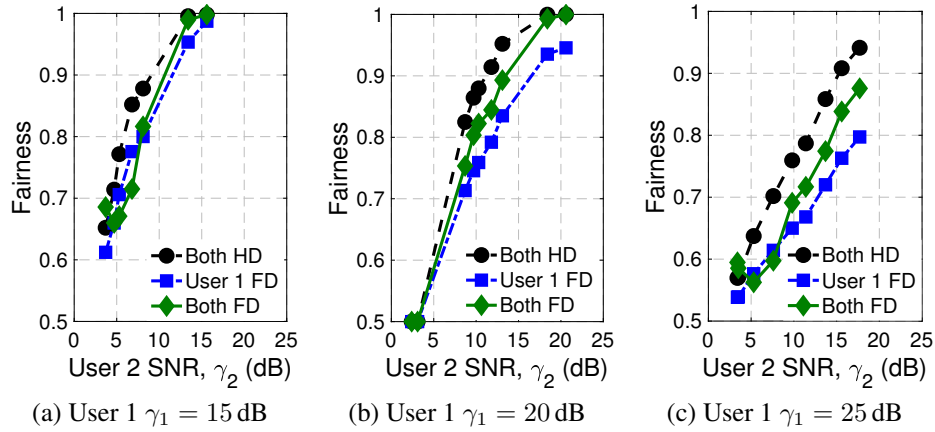 Fairness
1
0.9
0.8
0.7
0.6
0.5
0 5 10 15 20 25
Both HD
User 1 FD
Both FD
User 2 SNR, γ2 (dB)
(a) User 1 γ1 = 15 dB
Fairness
1
0.9
0.8
0.7
0.6
0.5
0 5 10 15 20 25
Both HD
User 1 FD
Both FD
User 2 SNR, γ2 (dB)
(b) User 1 γ1 = 20 dB
Fairness
1
0.9
0.8
0.7
0.6
0.5
0 5 10 15 20 25
Both HD
User 1 FD
Both FD
User 2 SNR, γ2 (dB)
(c) User 1 γ1 = 25 dB